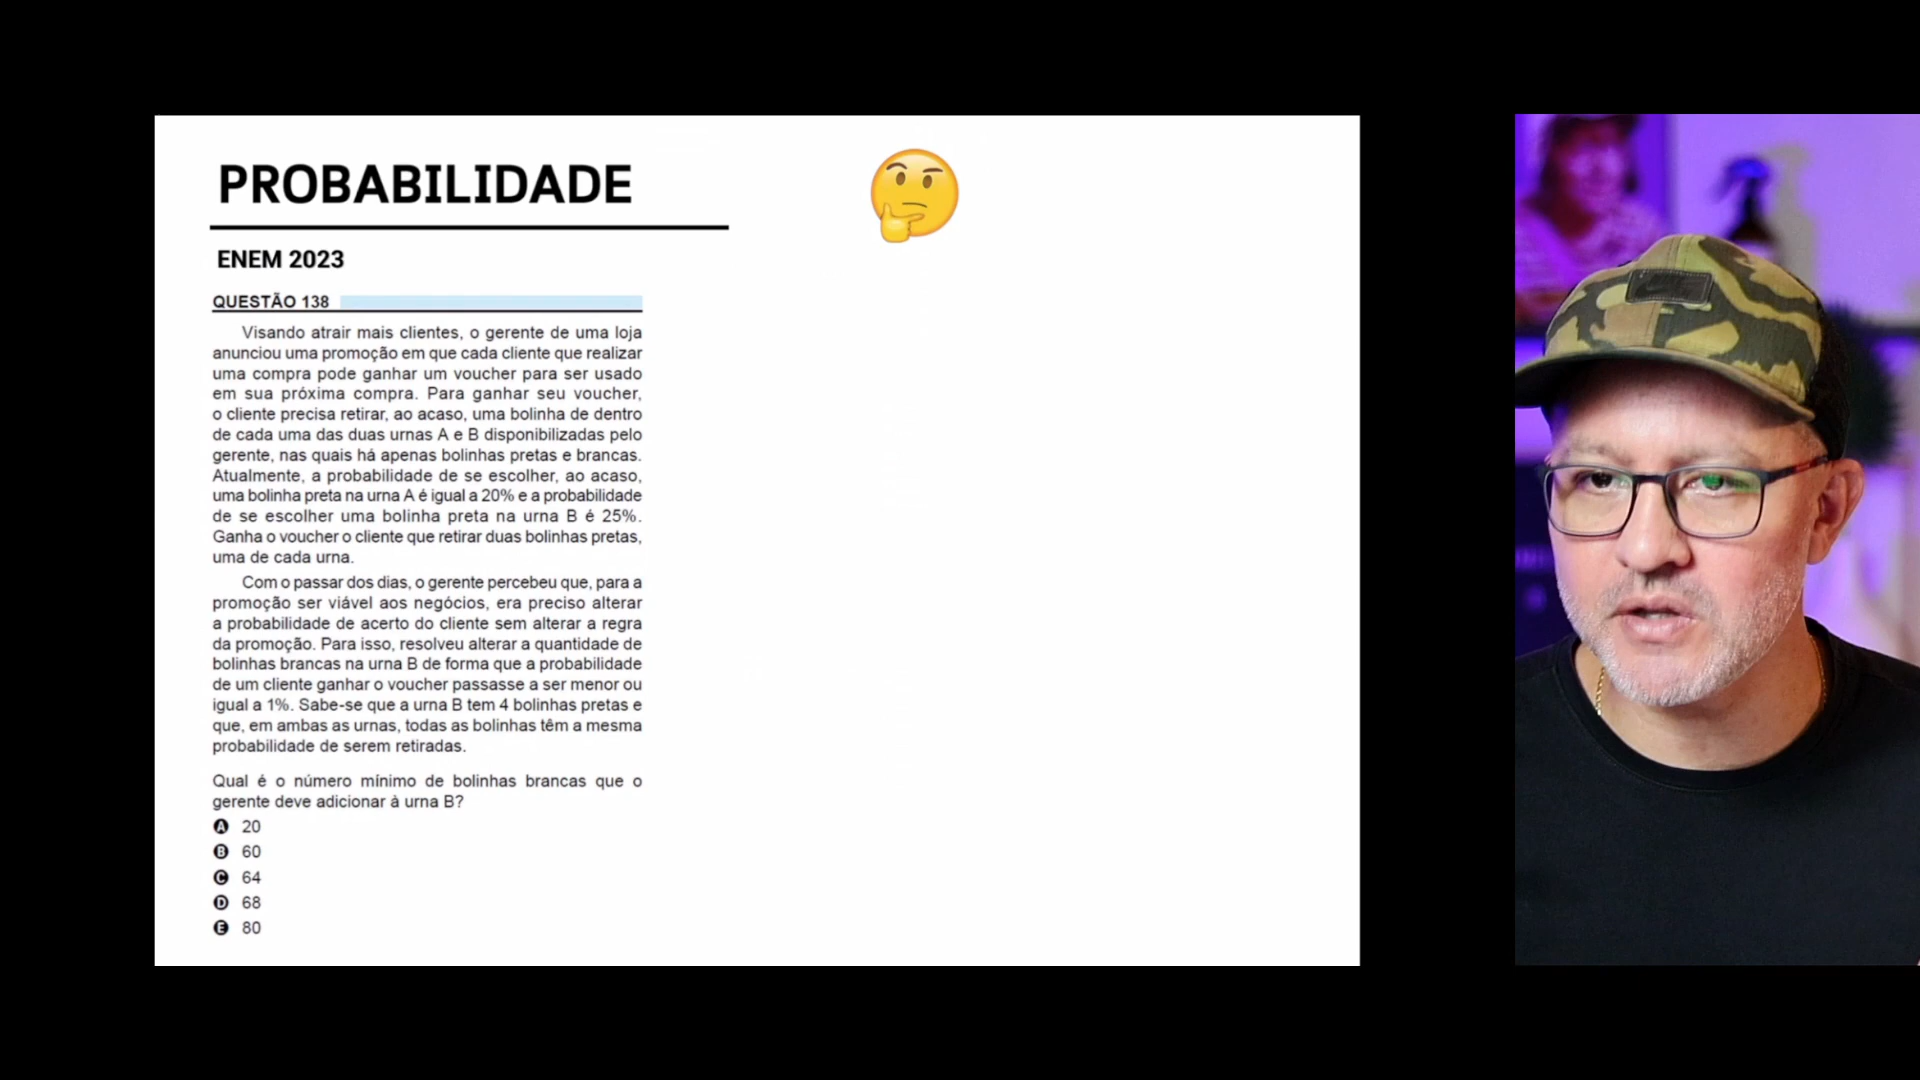 PROBABILIDADE
ENEM 2023
QUESTÃO 138
Visando atrair mais clientes, o gerente de uma loja
anunciou uma promoção em que cada cliente que realizar
uma compra pode ganhar um voucher para ser usado
em sua próxima compra. Para ganhar seu voucher,
o cliente precisa retirar, ao acaso, uma bolinha de dentro
de cada uma das duas urnas A e B disponibilizadas pelo
gerente, nas quais há apenas bolinhas pretas e brancas.
Atualmente, a probabilidade de se escolher, ao acaso,
uma bolinha preta na urna A é igual a 20% e a probabilidade
de se escolher uma bolinha preta na urna B é 25%.
Ganha o voucher o cliente que retirar duas bolinhas pretas,
uma de cada urna.
Com o passar dos dias, o gerente percebeu que, para a
promoção ser viável aos negócios, era preciso alterar
a probabilidade de acerto do cliente sem alterar a regra
da promoção. Para isso, resolveu alterar a quantidade de
bolinhas brancas na urna B de forma que a probabilidade
de um cliente ganhar o voucher passasse a ser menor ou
igual a 1%. Sabe-se que a urna B tem 4 bolinhas pretas e
que, em ambas as urnas, todas as bolinhas têm a mesma
probabilidade de serem retiradas.
Qual é o número mínimo de bolinhas brancas que o
gerente deve adicionar à urna B?
A 20
B 60
C 64
D 68
E 80